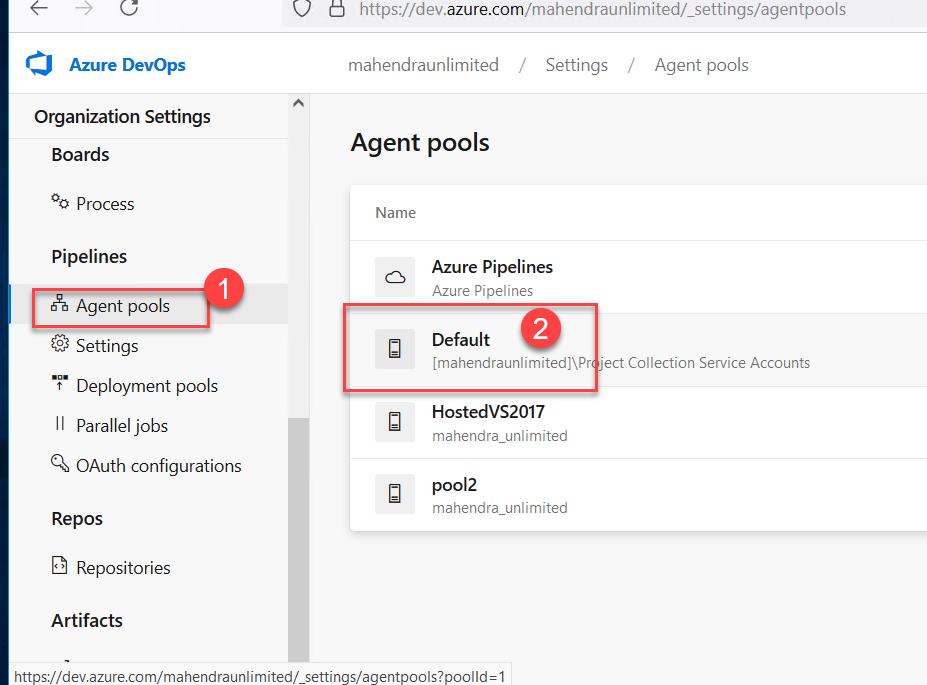 https://dev.azure.com/mahendraunlimited/_settings/agentpools
Azure DevOps
mahendraunlimited / Settings / Agent pools
Organization Settings
Boards
Process
Pipelines
Agent pools
1
Settings
Deployment pools
Parallel jobs
OAuth configurations
Repos
Repositories
Artifacts
Agent pools
Name
Azure Pipelines
Azure Pipelines
Default
2
[mahendraunlimited]\Project Collection Service Accounts
HostedVS2017
mahendra_unlimited
pool2
mahendra_unlimited
https://dev.azure.com/mahendraunlimited/_settings/agentpools?poolId=1